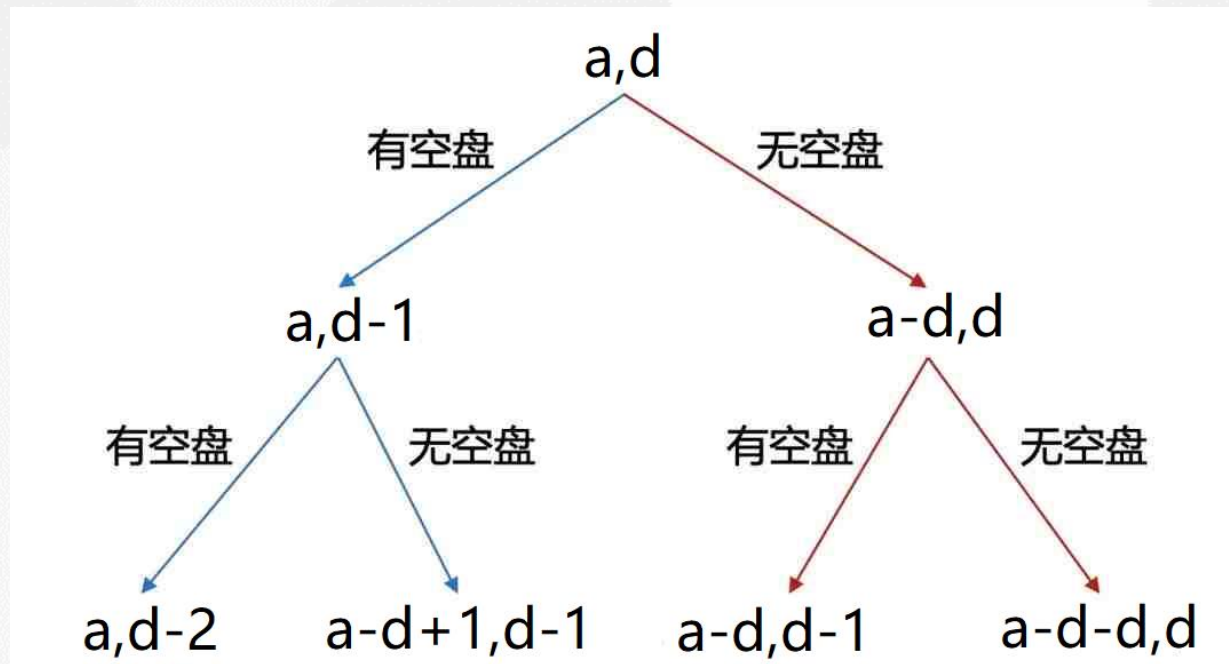 a,d
有空盘 无空盘
a,d-1 a-d,d
有空盘 无空盘 有空盘 无空盘
a,d-2 a-d+1,d-1 a-d,d-1 a-d-d,d